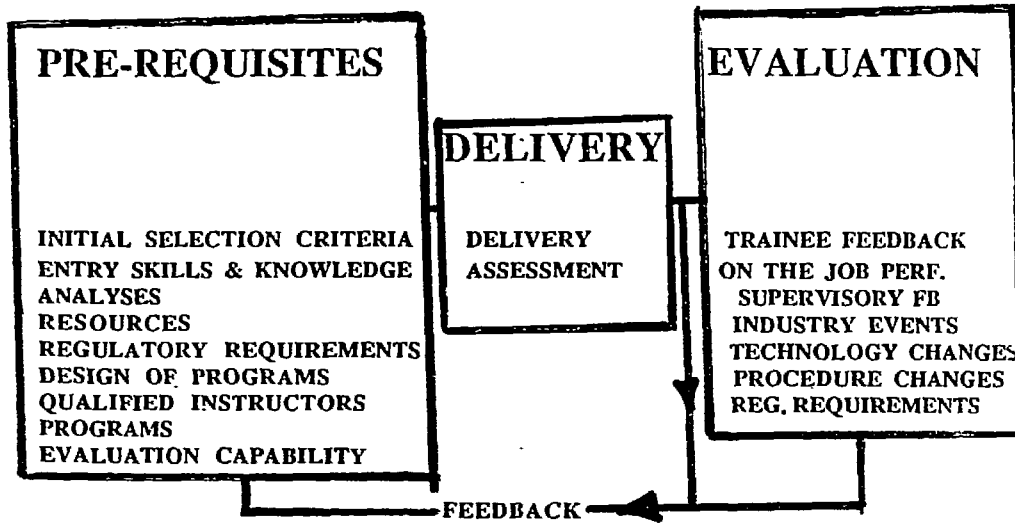 PRE-REQUISITES
INITIAL SELECTION CRITERIA
ENTRY SKILLS & KNOWLEDGE
ANALYSES
RESOURCES
REGULATORY REQUIREMENTS
DESIGN OF PROGRAMS
QUALIFIED INSTRUCTORS
PROGRAMS
EVALUATION CAPABILITY
DELIVERY
DELIVERY
ASSESSMENT
EVALUATION
TRAINEE FEEDBACK
ON THE JOB PERF.
SUPERVISORY FB
INDUSTRY EVENTS
TECHNOLOGY CHANGES
PROCEDURE CHANGES
REG. REQUIREMENTS
FEEDBACK